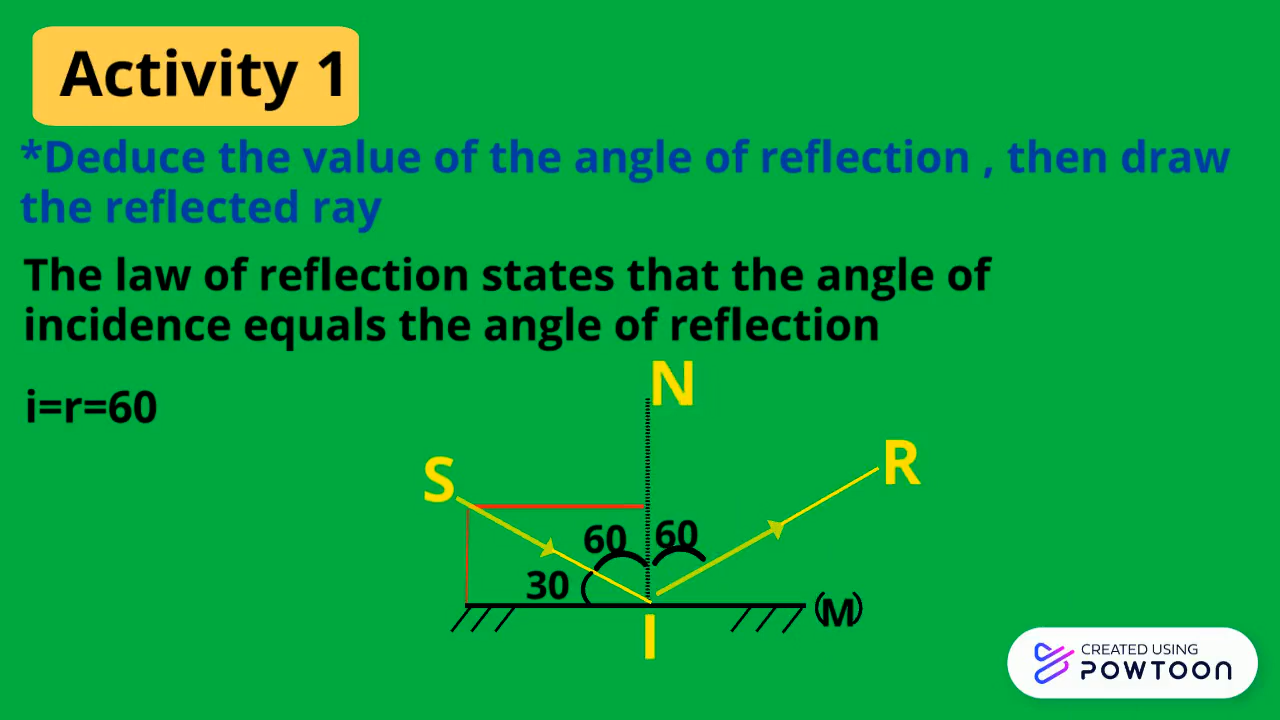 Activity 1
*Deduce the value of the angle of reflection , then draw
the reflected ray
The law of reflection states that the angle of
incidence equals the angle of reflection
i=r=60
N
S
R
60
60
30
(M)
I
CREATED USING
POWTOON